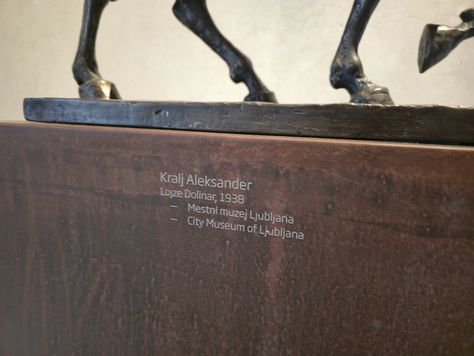 Kralj Aleksander
Lojze Dolinar, 1938
— Mestni muzej Ljubljana
— City Museum of Ljubljana